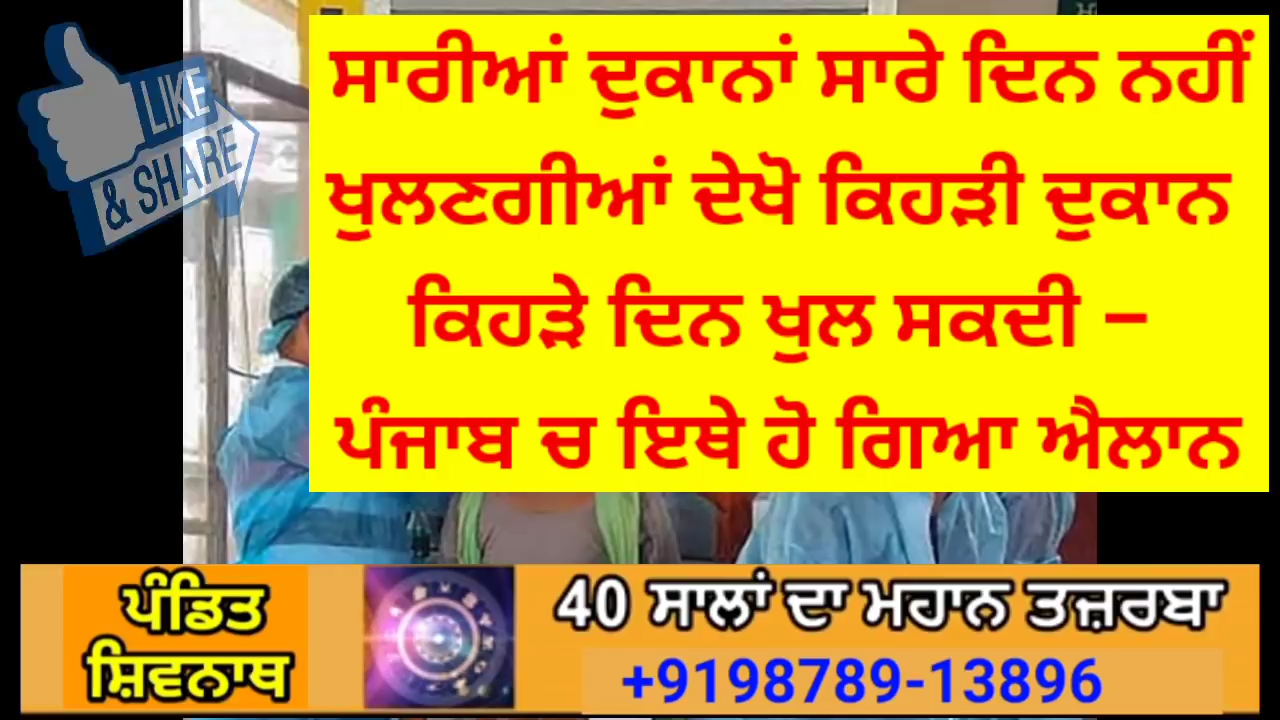 LIKE
& SHARE
ਸਾਰੀਆਂ ਦੁਕਾਨਾਂ ਸਾਰੇ ਦਿਨ ਨਹੀਂ
ਖੁਲਣਗੀਆਂ ਦੇਖੋ ਕਿਹੜੀ ਦੁਕਾਨ
ਕਿਹੜੇ ਦਿਨ ਖੁਲ ਸਕਦੀ –
ਪੰਜਾਬ ਚ ਇਥੇ ਹੋ ਗਿਆ ਐਲਾਨ
ਪੰਡਿਤ
ਸ਼ਿਵਨਾਥ
40 ਸਾਲਾਂ ਦਾ ਮਹਾਨ ਤਜ਼ਰਬਾ
+9198789-13896